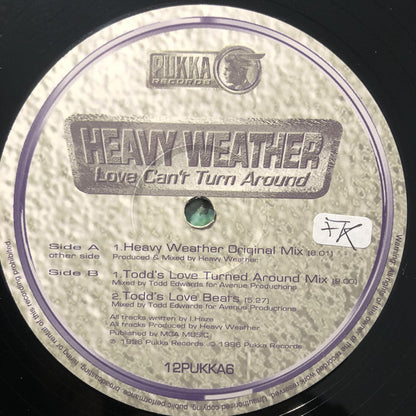 PUKKA
RECORDS
HEAVY WEATHER
Love Can't Turn Around
Side A
other side
1.Heavy Weather Original Mix [8.01]
Produced & Mixed by Heavy Weather
Side B
1.Todd's Love Turned Around Mix [9.00]
Mixed by Todd Edwards for Avenue Productions
2.Todd's Love Beats [5.27]
Mixed by Todd Edwards for Avenue Productions
All tracks written by I.Haze
All tracks Produced by Heavy Weather
Published by MCA MUSIC
℗ 1996 Pukka Records. © 1996 Pukka Records
12PUKKA6